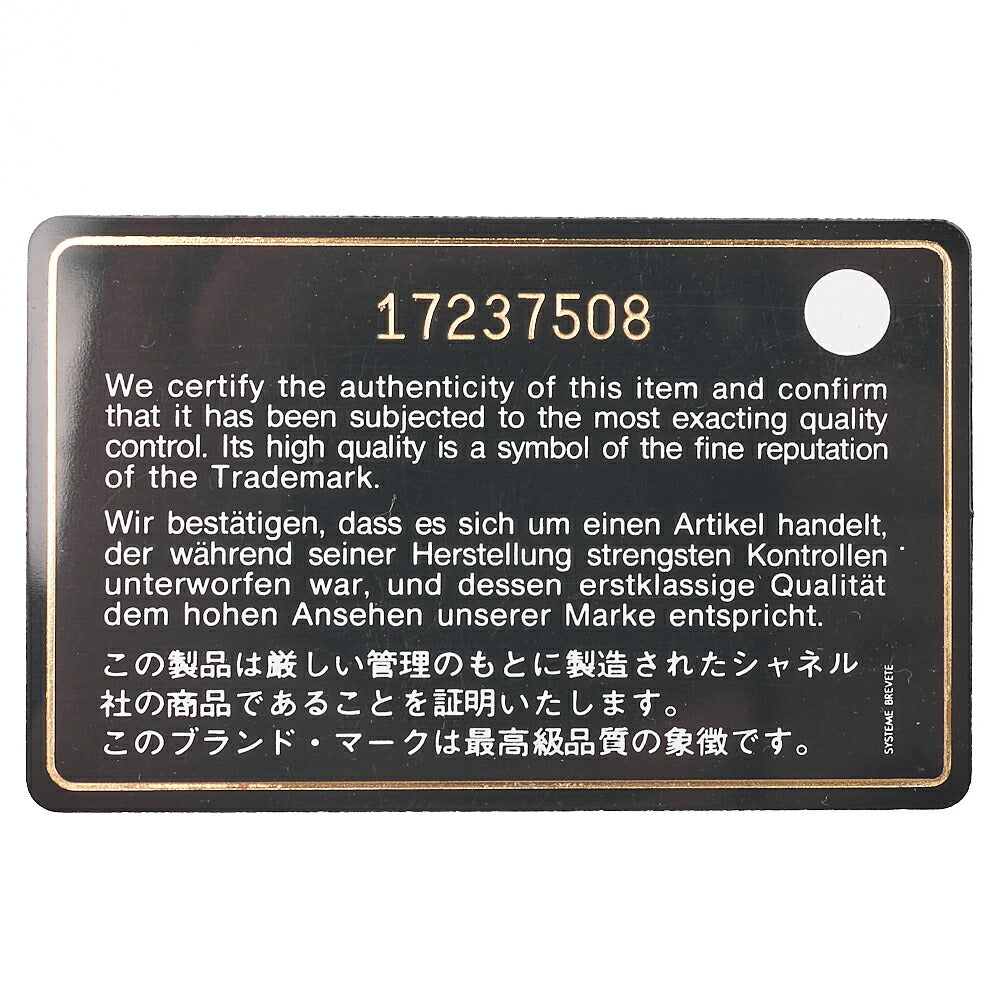 17237508
We certify the authenticity of this item and confirm
that it has been subjected to the most exacting quality
control. Its high quality is a symbol of the fine reputation
of the Trademark.
Wir bestätigen, dass es sich um einen Artikel handelt,
der während seiner Herstellung strengsten Kontrollen
unterworfen war, und dessen erstklassige Qualität
dem hohen Ansehen unserer Marke entspricht.
この製品は厳しい管理のもとに製造されたシャネル
社の商品であることを証明いたします。
このブランド・マークは最高級品質の象徴です。
SYSTEME BREVETE